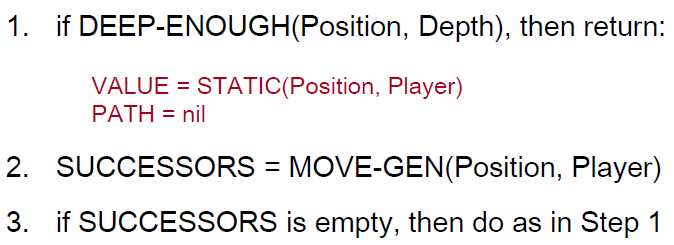 1. if DEEP-ENOUGH(Position, Depth), then return:
VALUE = STATIC(Position, Player)
PATH = nil
2. SUCCESSORS = MOVE-GEN(Position, Player)
3. if SUCCESSORS is empty, then do as in Step 1